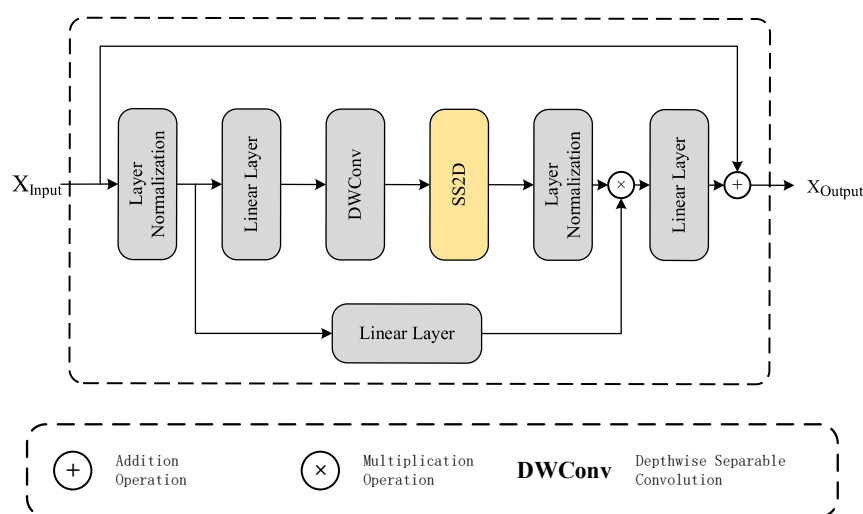 X_Input
Layer
Normalization
Linear Layer
DWConv
SS2D
Layer
Normalization
×
Linear Layer
+
X_Output
Linear Layer
+
Addition
Operation
×
Multiplication
Operation
DWConv
Depthwise Separable
Convolution